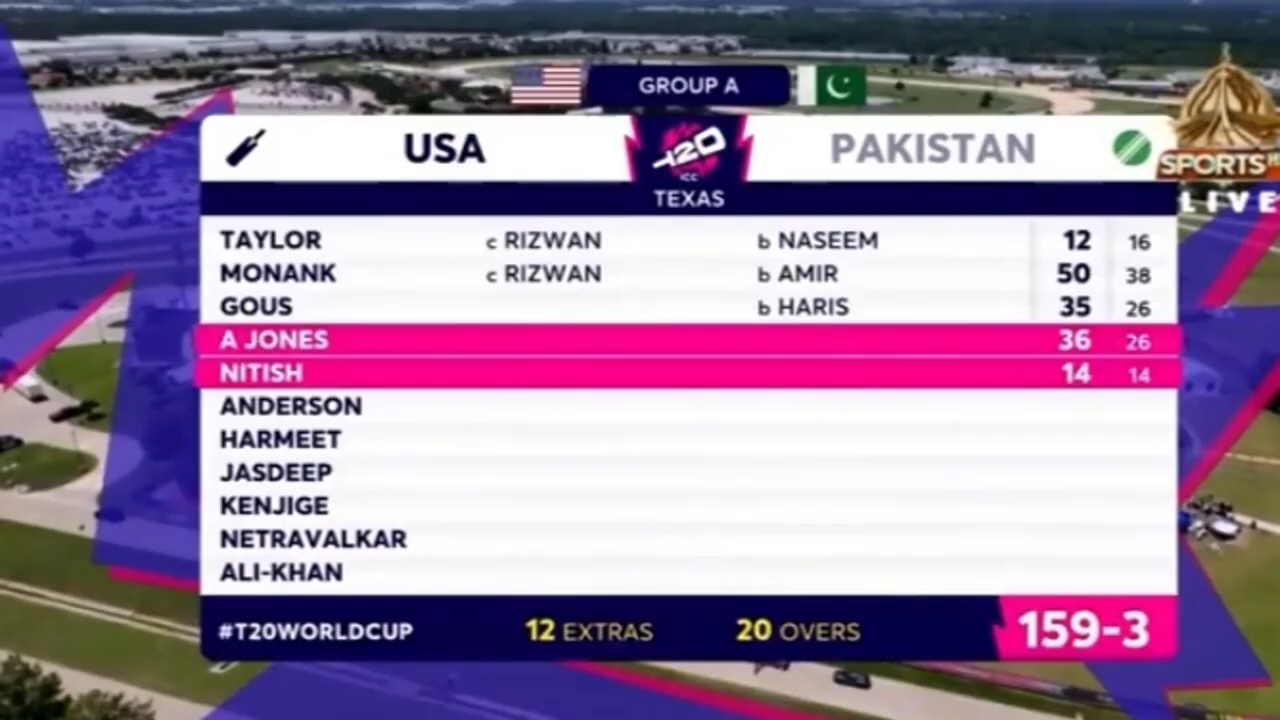 GROUP A
USA
T20
ICC
PAKISTAN
SPORTS
LIVE
TEXAS
TAYLOR c RIZWAN b NASEEM 12 16
MONANK c RIZWAN b AMIR 50 38
GOUS b HARIS 35 26
A JONES 36 26
NITISH 14 14
ANDERSON
HARMEET
JASDEEP
KENJIGE
NETRAVALKAR
ALI-KHAN
#T20WORLDCUP 12 EXTRAS 20 OVERS 159-3